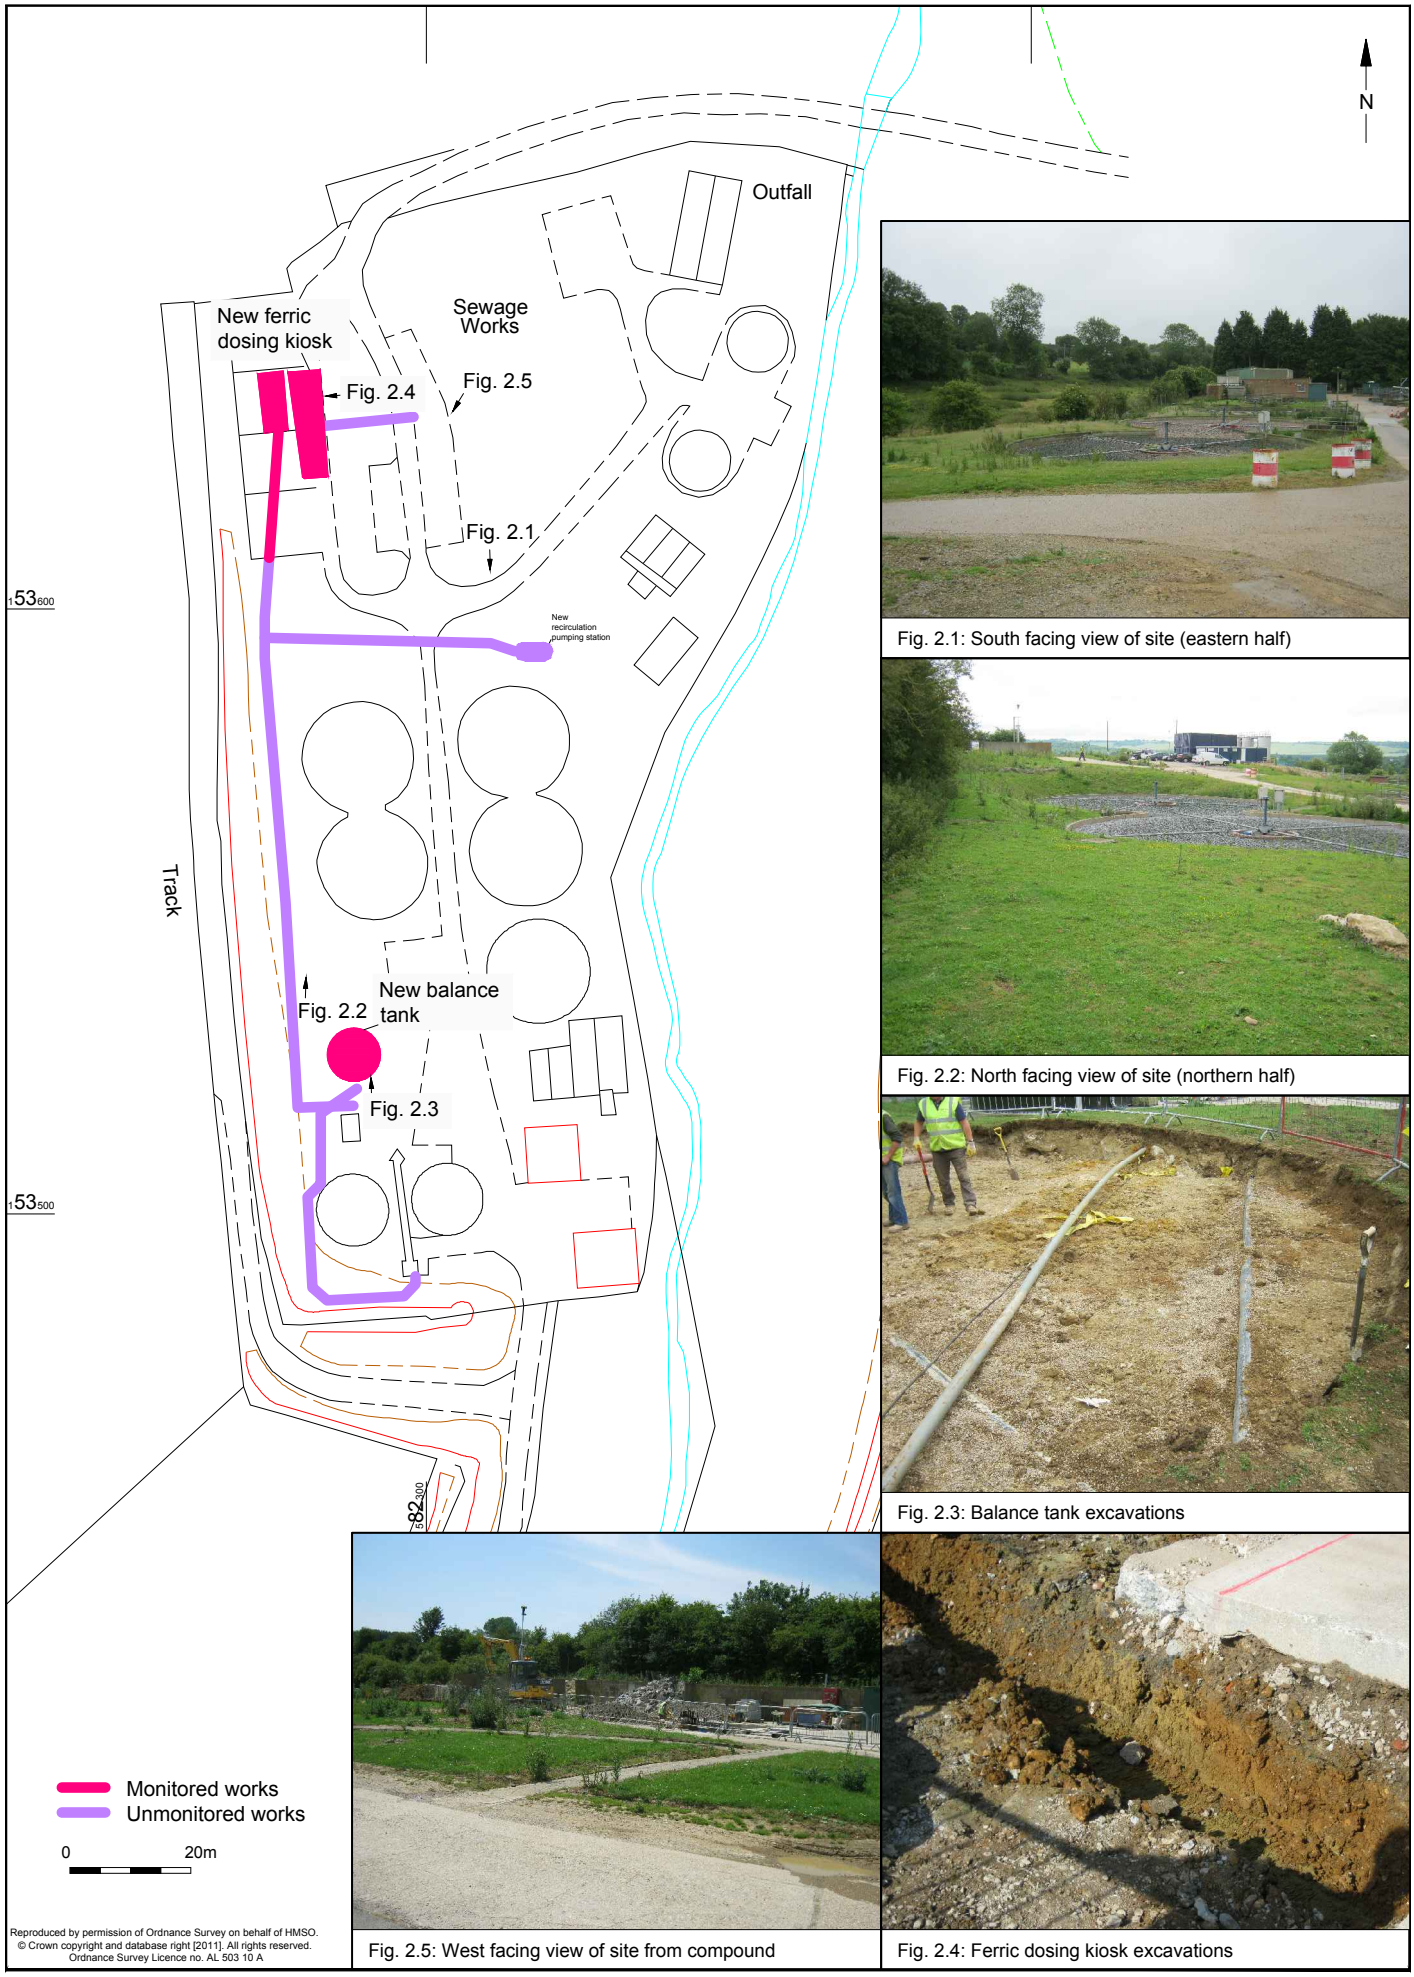 N
Outfall
New ferric
dosing kiosk
Sewage
Works
Fig. 2.4
Fig. 2.5
Fig. 2.1
153600
New
recirculation
pumping station
Track
Fig. 2.2
New balance
tank
Fig. 2.3
153500
582300
Fig. 2.1: South facing view of site (eastern half)
Fig. 2.2: North facing view of site (northern half)
Fig. 2.3: Balance tank excavations
Monitored works
Unmonitored works
0 20m
Reproduced by permission of Ordnance Survey on behalf of HMSO.
© Crown copyright and database right [2011]. All rights reserved.
Ordnance Survey Licence no. AL 503 10 A
Fig. 2.5: West facing view of site from compound
Fig. 2.4: Ferric dosing kiosk excavations